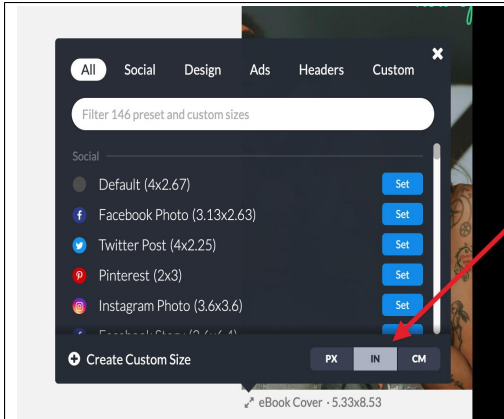 All Social Design Ads Headers Custom
Filter 146 preset and custom sizes
Social
Default (4x2.67)
Set
Facebook Photo (3.13x2.63)
Set
Twitter Post (4x2.25)
Set
Pinterest (2x3)
Set
Instagram Photo (3.6x3.6)
Set
Create Custom Size
PX IN CM
eBook Cover · 5.33x8.53